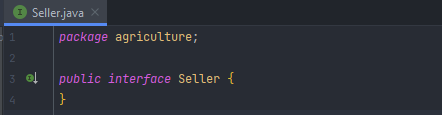 Seller.java
1 package agriculture;
2
3 public interface Seller {
4 }